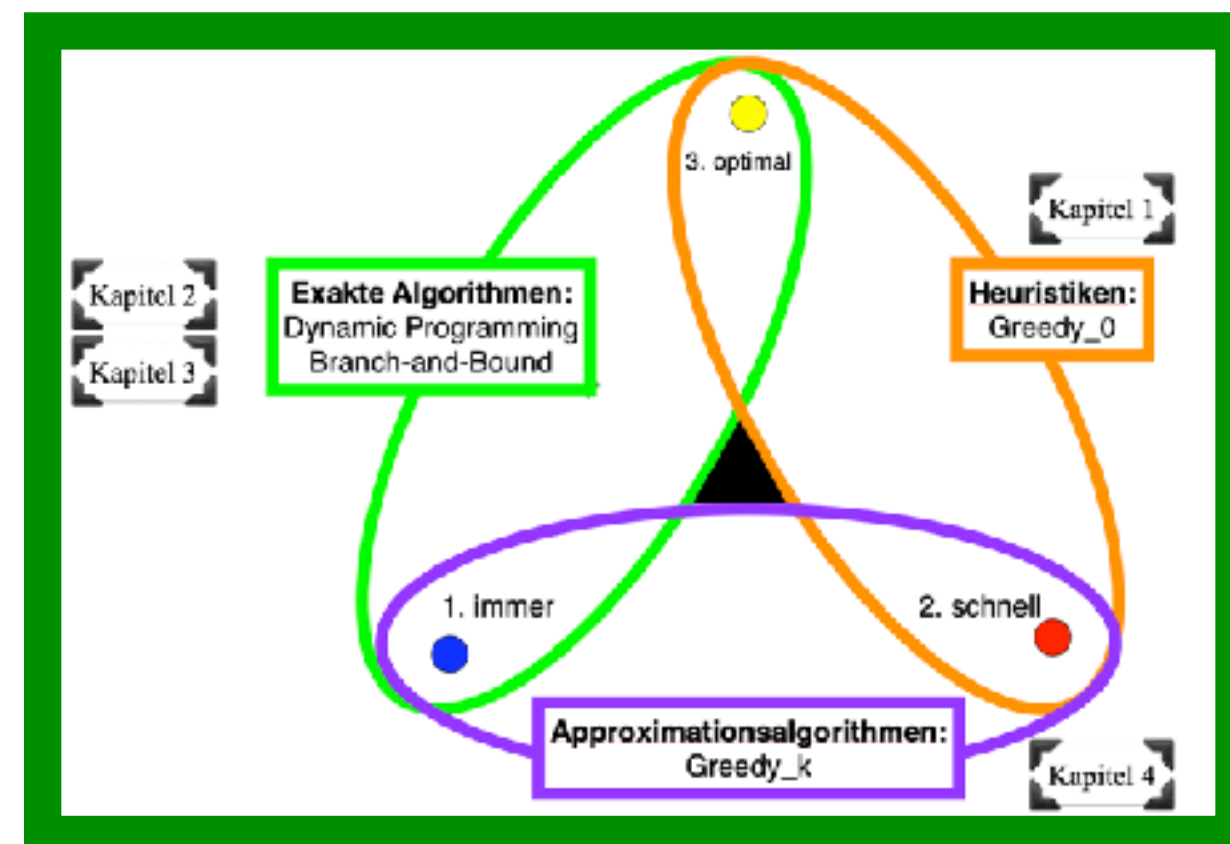 3. optimal
Kapitel 1
Kapitel 2
Kapitel 3
Exakte Algorithmen:
Dynamic Programming
Branch-and-Bound
Heuristiken:
Greedy_0
1. immer
2. schnell
Approximationsalgorithmen:
Greedy_k
Kapitel 4